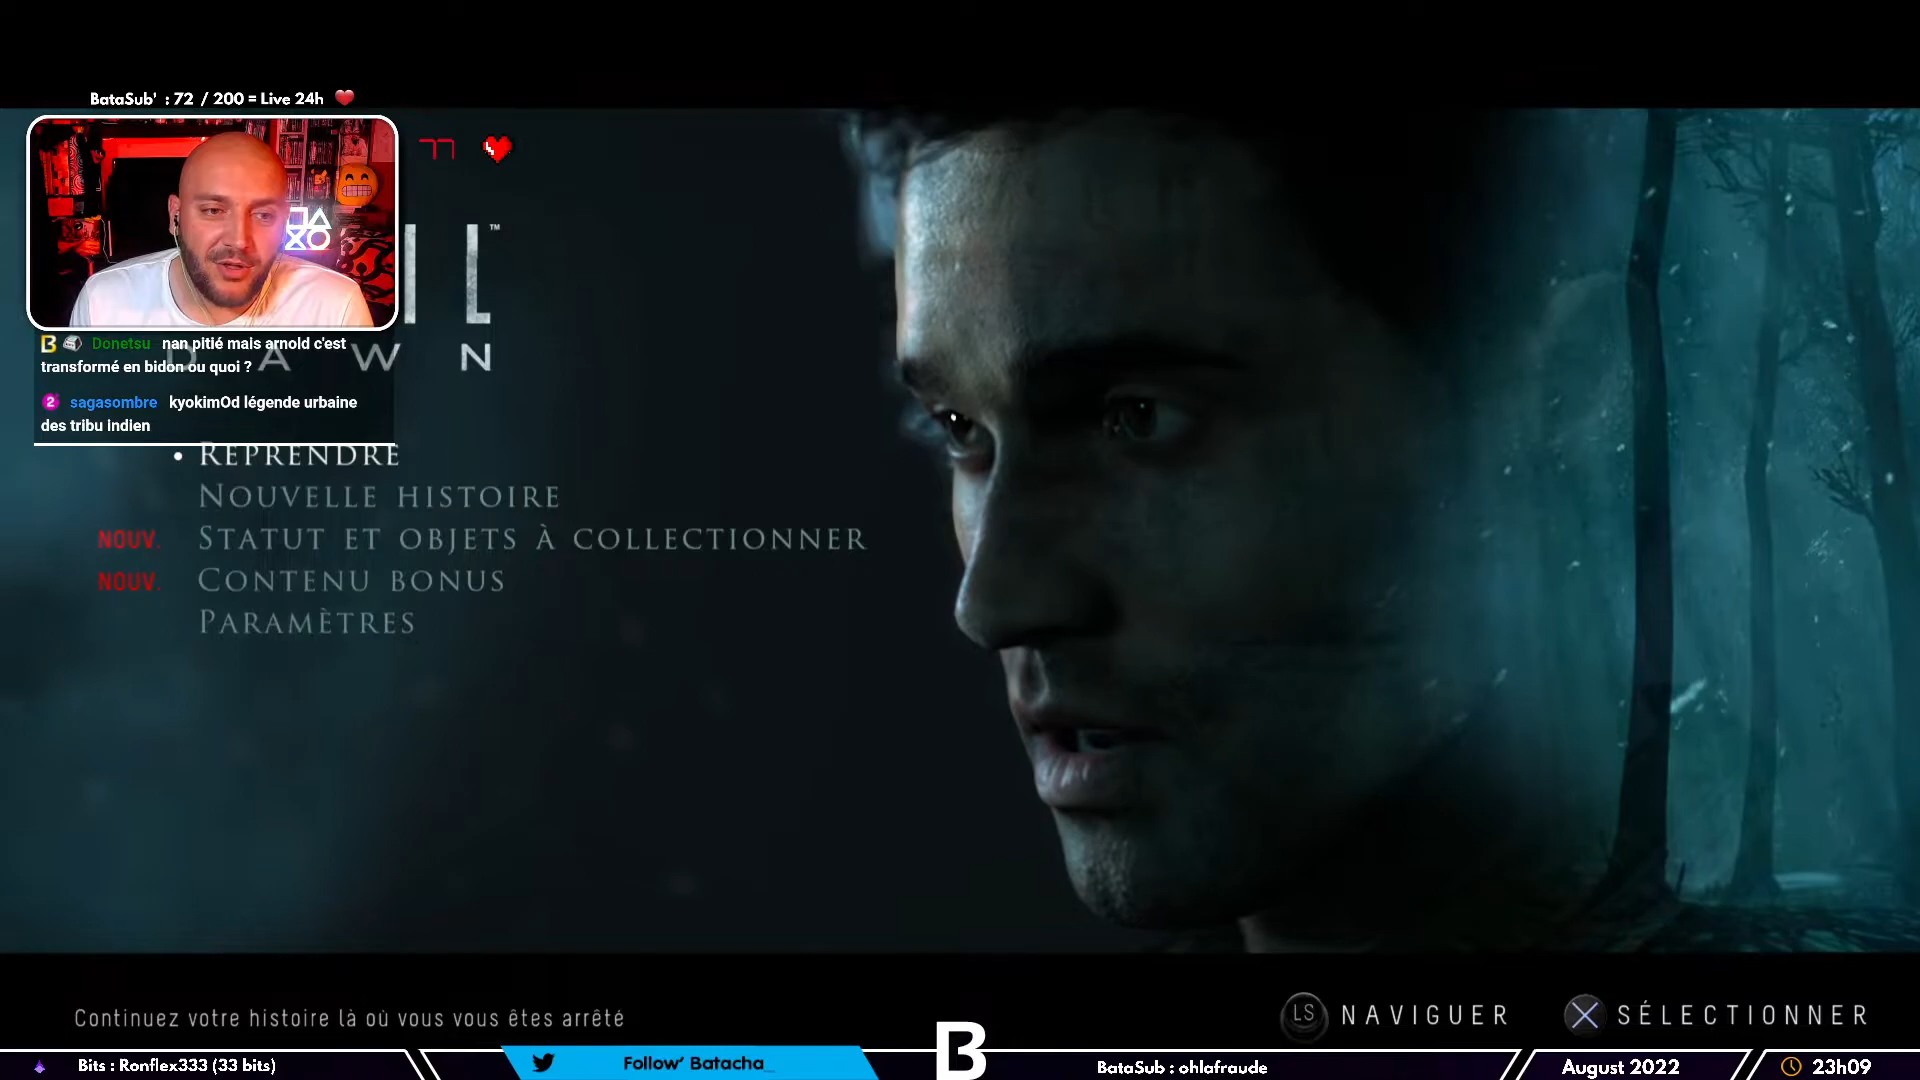 BataSub' : 72 / 200 = Live 24h
77
IL™
DAWN
Donetsu nan pitié mais arnold c'est
transformé en bidon ou quoi ?
2 sagasombre kyokimOd légende urbaine
des tribu indien
• REPRENDRE
NOUVELLE HISTOIRE
NOUV. STATUT ET OBJETS À COLLECTIONNER
NOUV. CONTENU BONUS
PARAMÈTRES
Continuez votre histoire là où vous vous êtes arrêté
LS NAVIGUER
SÉLECTIONNER
Bits : Ronflex333 (33 bits)
Follow' Batacha_
B
BataSub : ohlafraude
August 2022
23h09